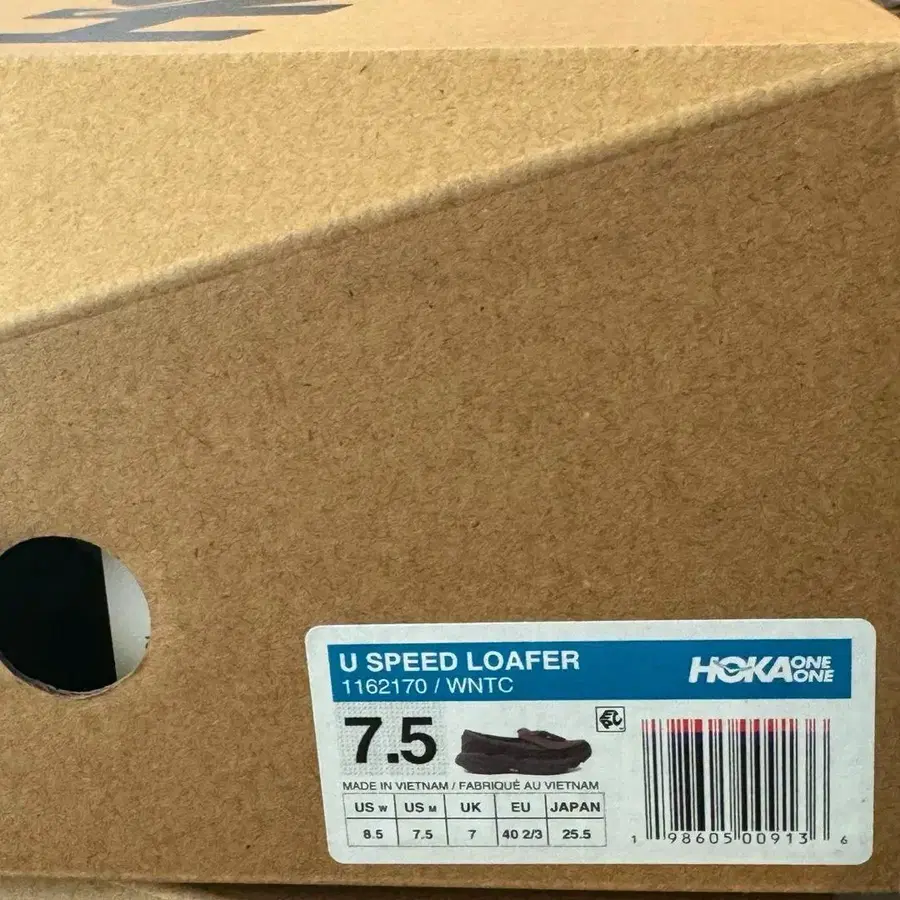 U SPEED LOAFER
1162170 / WNTC
HOKA ONE ONE
7.5
MADE IN VIETNAM / FABRIQUÉ AU VIETNAM
US W US M UK EU JAPAN
8.5 7.5 7 40 2/3 25.5
1 98605 00913 6